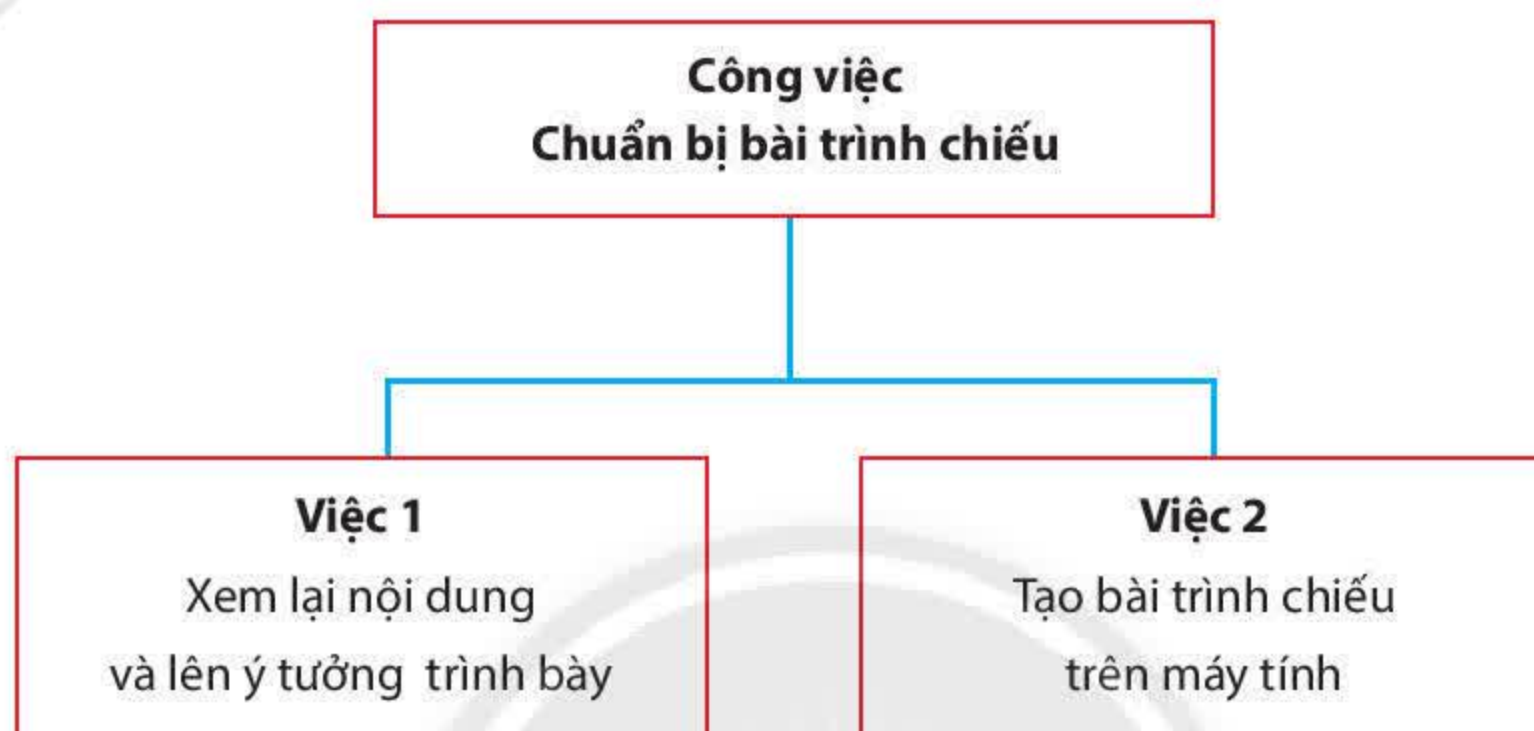 Công việc
Chuẩn bị bài trình chiếu
Việc 1
Xem lại nội dung
và lên ý tưởng trình bày
Việc 2
Tạo bài trình chiếu
trên máy tính